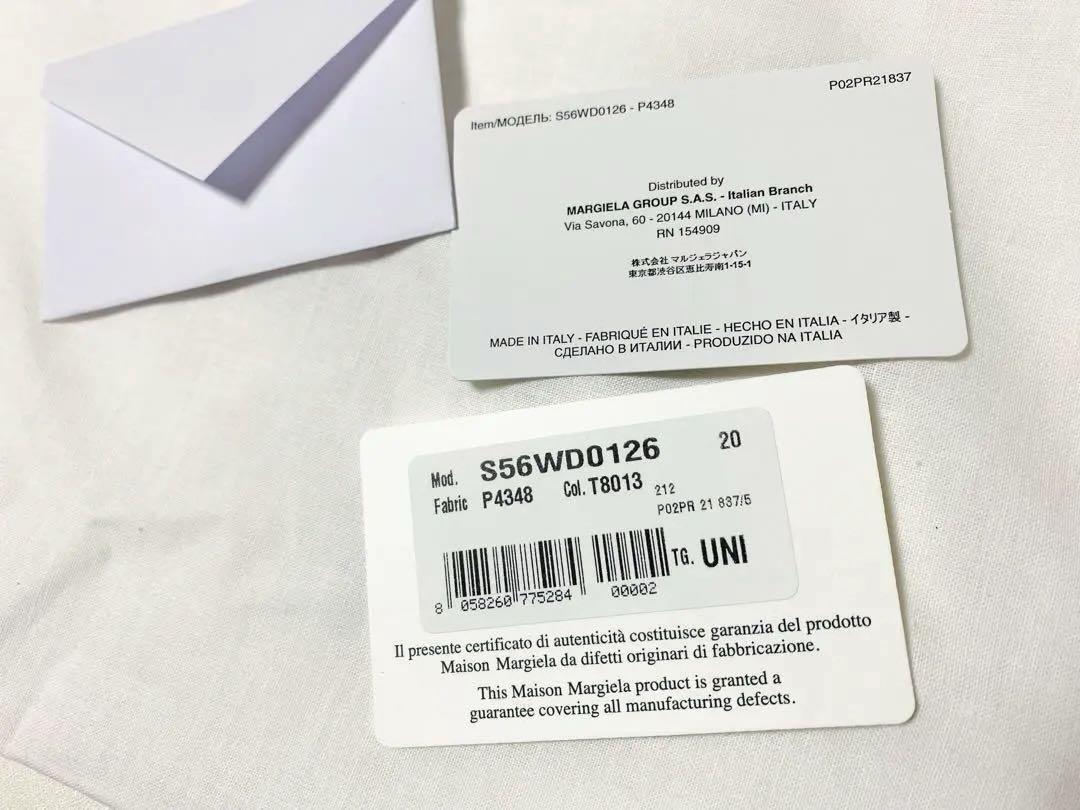 P02PR21837
Item/МОДЕЛЬ: S56WD0126 - P4348
Distributed by
MARGIELA GROUP S.A.S. - Italian Branch
Via Savona, 60 - 20144 MILANO (MI) - ITALY
RN 154909
株式会社 マルジェラジャパン
東京都渋谷区恵比寿南1-15-1
MADE IN ITALY - FABRIQUÉ EN ITALIE - HECHO EN ITALIA - イタリア製 -
СДЕЛАНО В ИТАЛИИ - PRODUZIDO NA ITALIA
Mod. S56WD0126 20
Fabric P4348 Col. T8013 212
P02PR 21 837/5
TG. UNI
8 058260 775284 00002
Il presente certificato di autenticità costituisce garanzia del prodotto
Maison Margiela da difetti originari di fabbricazione.
This Maison Margiela product is granted a
guarantee covering all manufacturing defects.